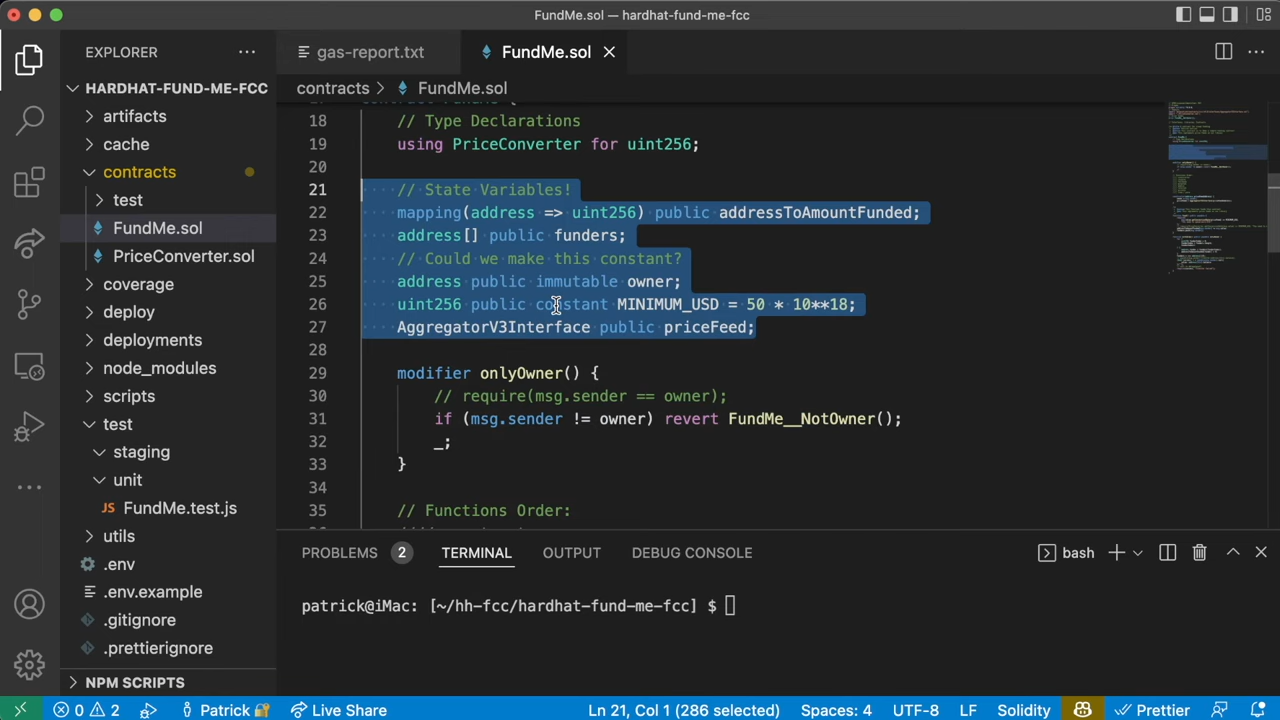 FundMe.sol — hardhat-fund-me-fcc
EXPLORER
HARDHAT-FUND-ME-FCC
artifacts
cache
contracts
test
FundMe.sol
PriceConverter.sol
coverage
deploy
deployments
node_modules
scripts
test
staging
unit
JS FundMe.test.js
utils
.env
.env.example
.gitignore
.prettierignore
NPM SCRIPTS
gas-report.txt
FundMe.sol
contracts > FundMe.sol
18 // Type Declarations
19 using PriceConverter for uint256;
20
21 // State Variables!
22 mapping(address => uint256) public addressToAmountFunded;
23 address[] public funders;
24 // Could we make this constant?
25 address public immutable owner;
26 uint256 public constant MINIMUM_USD = 50 * 10**18;
27 AggregatorV3Interface public priceFeed;
28
29 modifier onlyOwner() {
30 // require(msg.sender == owner);
31 if (msg.sender != owner) revert FundMe__NotOwner();
32 _;
33 }
34
35 // Functions Order:
PROBLEMS 2 TERMINAL OUTPUT DEBUG CONSOLE bash
patrick@iMac: [~/hh-fcc/hardhat-fund-me-fcc] $
0 2 Patrick 🔐 Live Share Ln 21, Col 1 (286 selected) Spaces: 4 UTF-8 LF Solidity Prettier